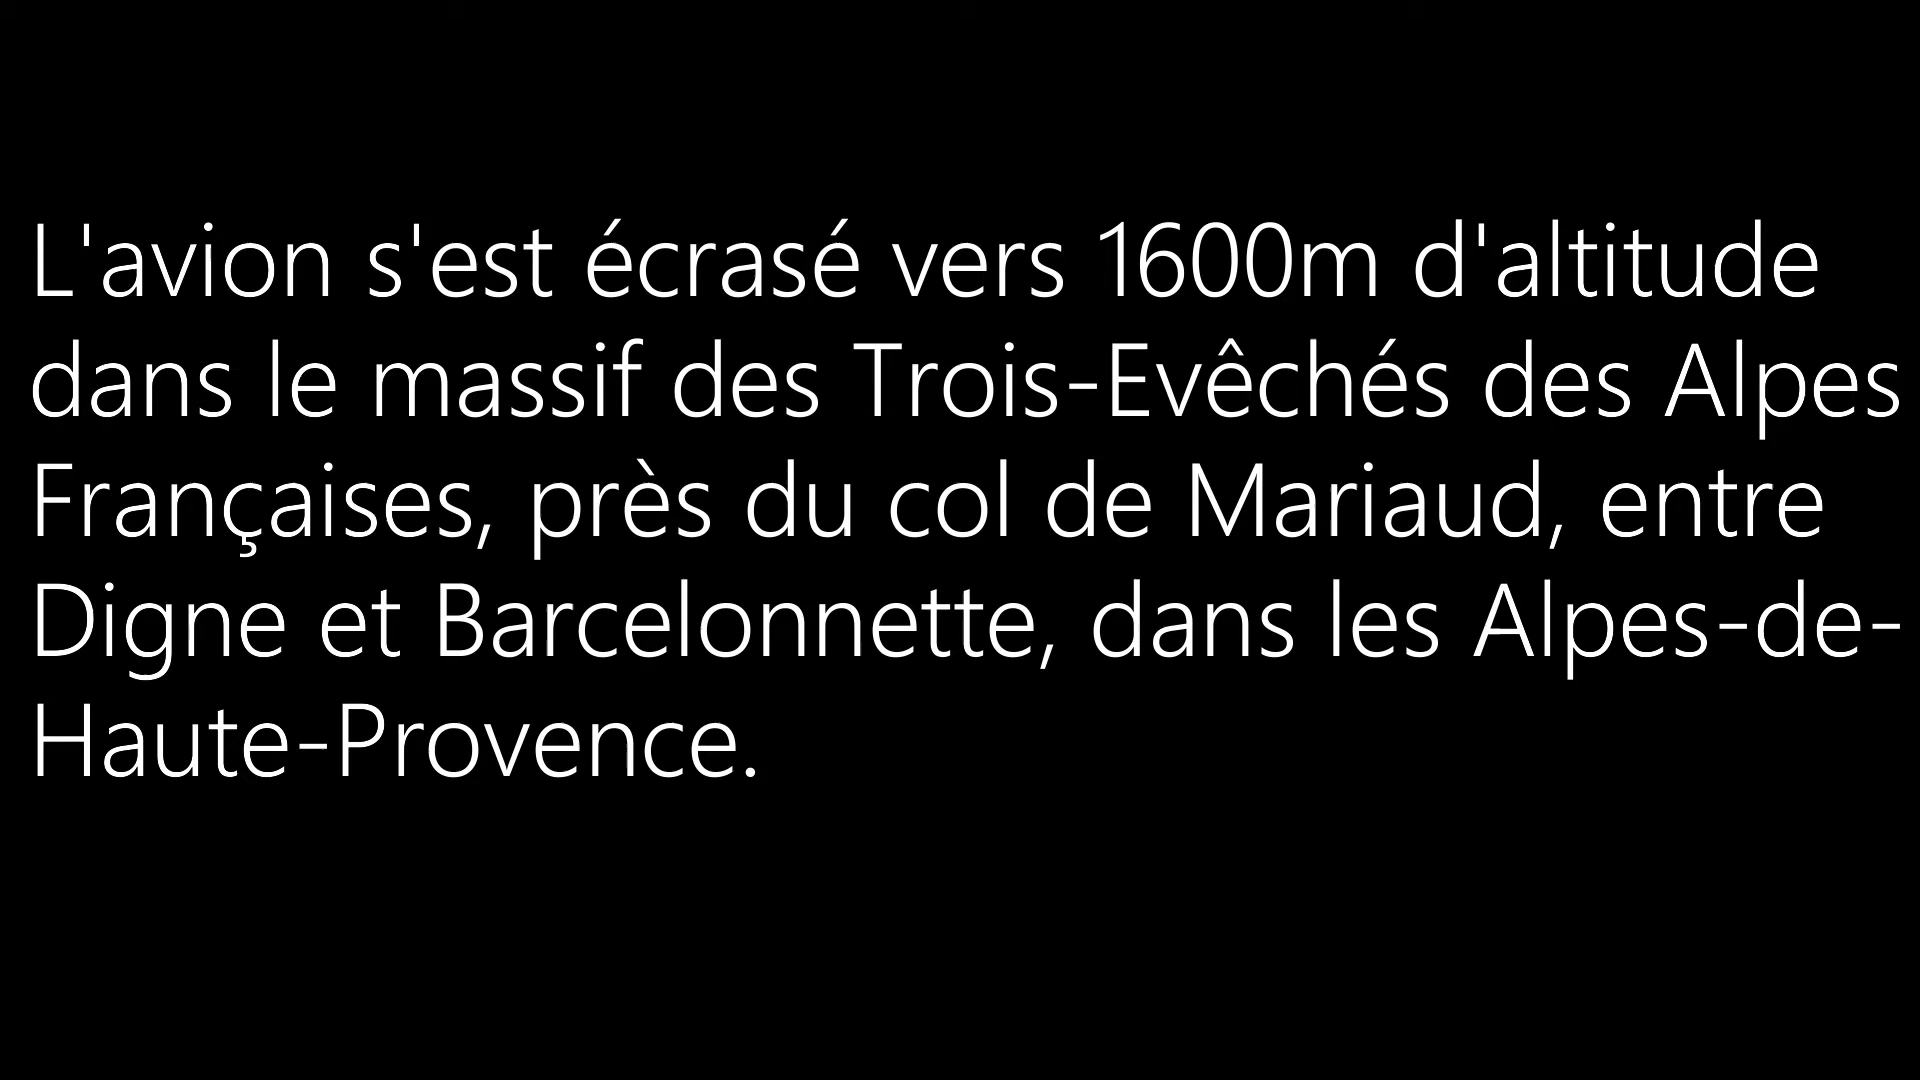 L'avion s'est écrasé vers 1600m d'altitude
dans le massif des Trois-Evêchés des Alpes
Françaises, près du col de Mariaud, entre
Digne et Barcelonnette, dans les Alpes-de-
Haute-Provence.